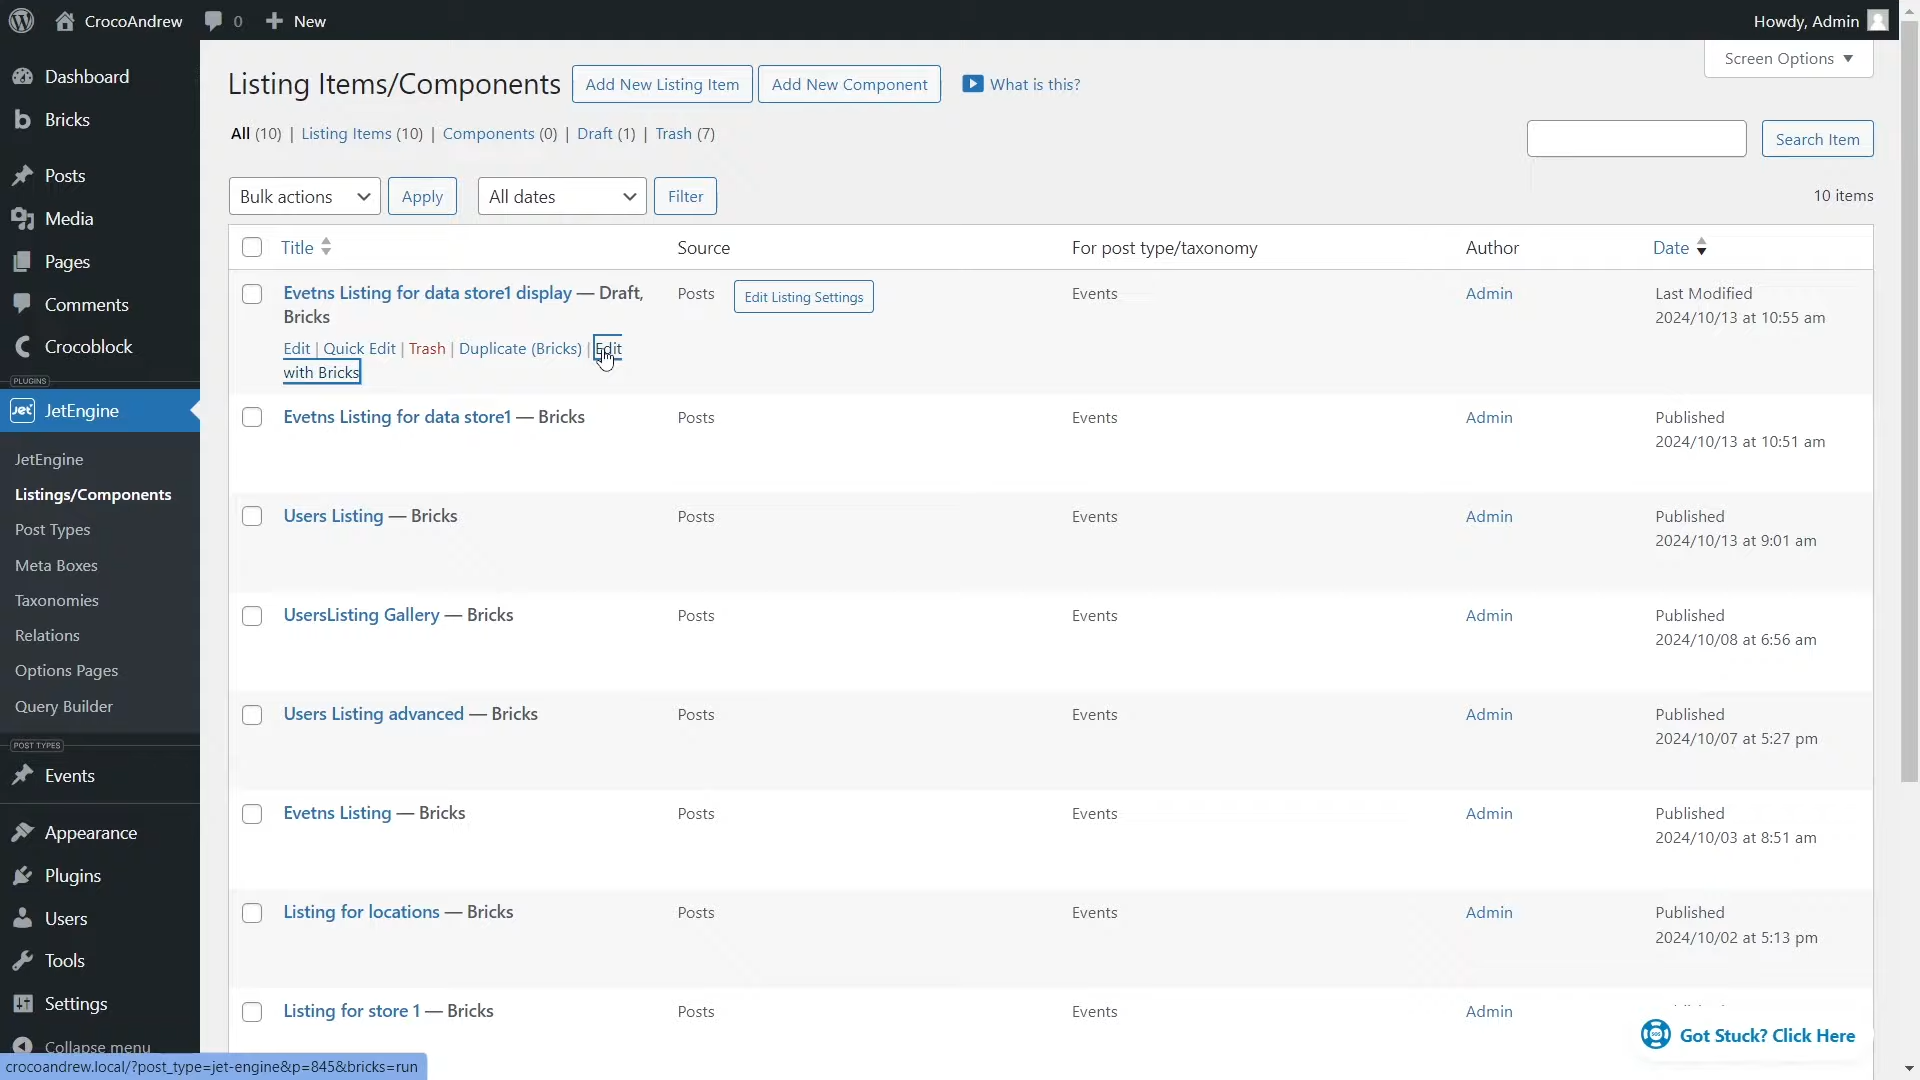 CrocoAndrew 0 New Howdy, Admin
Screen Options
Dashboard
Bricks
Posts
Media
Pages
Comments
Crocoblock
PLUGINS
JetEngine
JetEngine
Listings/Components
Post Types
Meta Boxes
Taxonomies
Relations
Options Pages
Query Builder
POST TYPES
Events
Appearance
Plugins
Users
Tools
Settings
Collapse menu
Listing Items/Components Add New Listing Item Add New Component What is this?
All (10) | Listing Items (10) | Components (0) | Draft (1) | Trash (7)
Search Item
Bulk actions Apply All dates Filter 10 items
Title Source For post type/taxonomy Author Date
Evetns Listing for data store1 display — Draft, Posts Edit Listing Settings Events Admin Last Modified
Bricks 2024/10/13 at 10:55 am
Edit | Quick Edit | Trash | Duplicate (Bricks) | Edit
with Bricks
Evetns Listing for data store1 — Bricks Posts Events Admin Published
2024/10/13 at 10:51 am
Users Listing — Bricks Posts Events Admin Published
2024/10/13 at 9:01 am
UsersListing Gallery — Bricks Posts Events Admin Published
2024/10/08 at 6:56 am
Users Listing advanced — Bricks Posts Events Admin Published
2024/10/07 at 5:27 pm
Evetns Listing — Bricks Posts Events Admin Published
2024/10/03 at 8:51 am
Listing for locations — Bricks Posts Events Admin Published
2024/10/02 at 5:13 pm
Listing for store 1 — Bricks Posts Events Admin
Got Stuck? Click Here
crocoandrew.local/?post_type=jet-engine&p=845&bricks=run